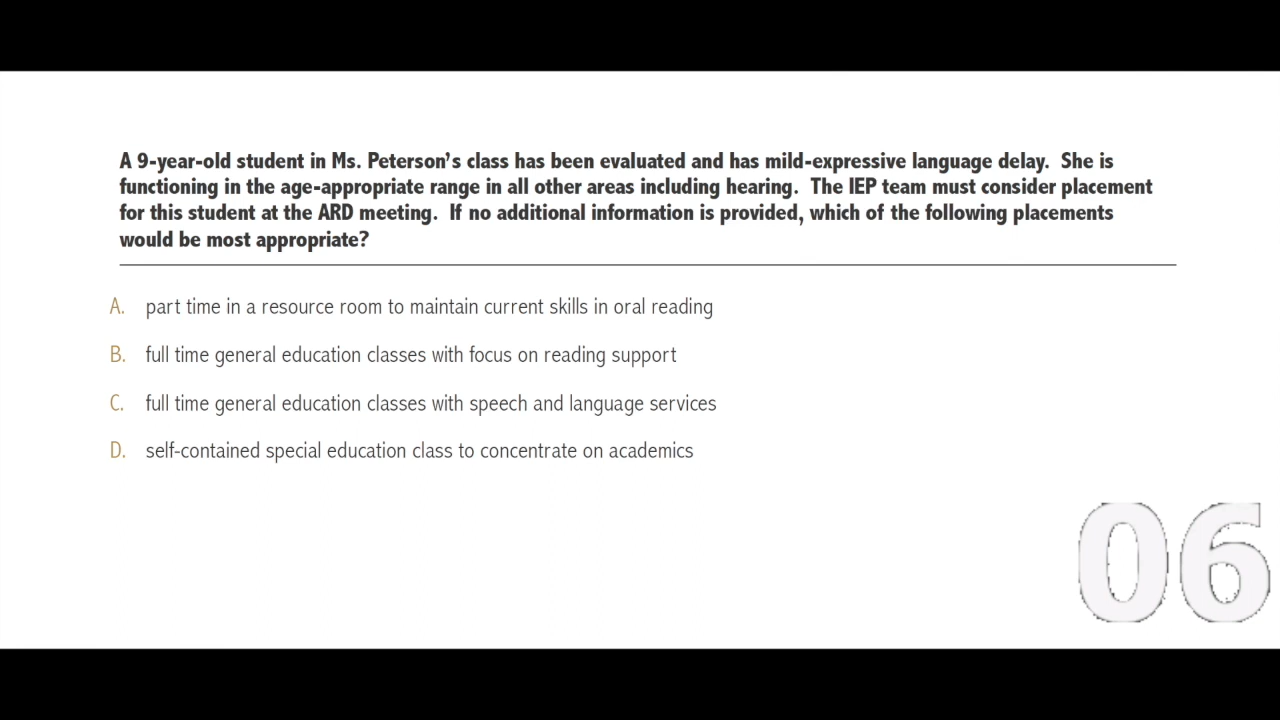 A 9-year-old student in Ms. Peterson's class has been evaluated and has mild-expressive language delay.  She is
functioning in the age-appropriate range in all other areas including hearing.  The IEP team must consider placement
for this student at the ARD meeting.  If no additional information is provided, which of the following placements
would be most appropriate?
A. part time in a resource room to maintain current skills in oral reading
B. full time general education classes with focus on reading support
C. full time general education classes with speech and language services
D. self-contained special education class to concentrate on academics
06